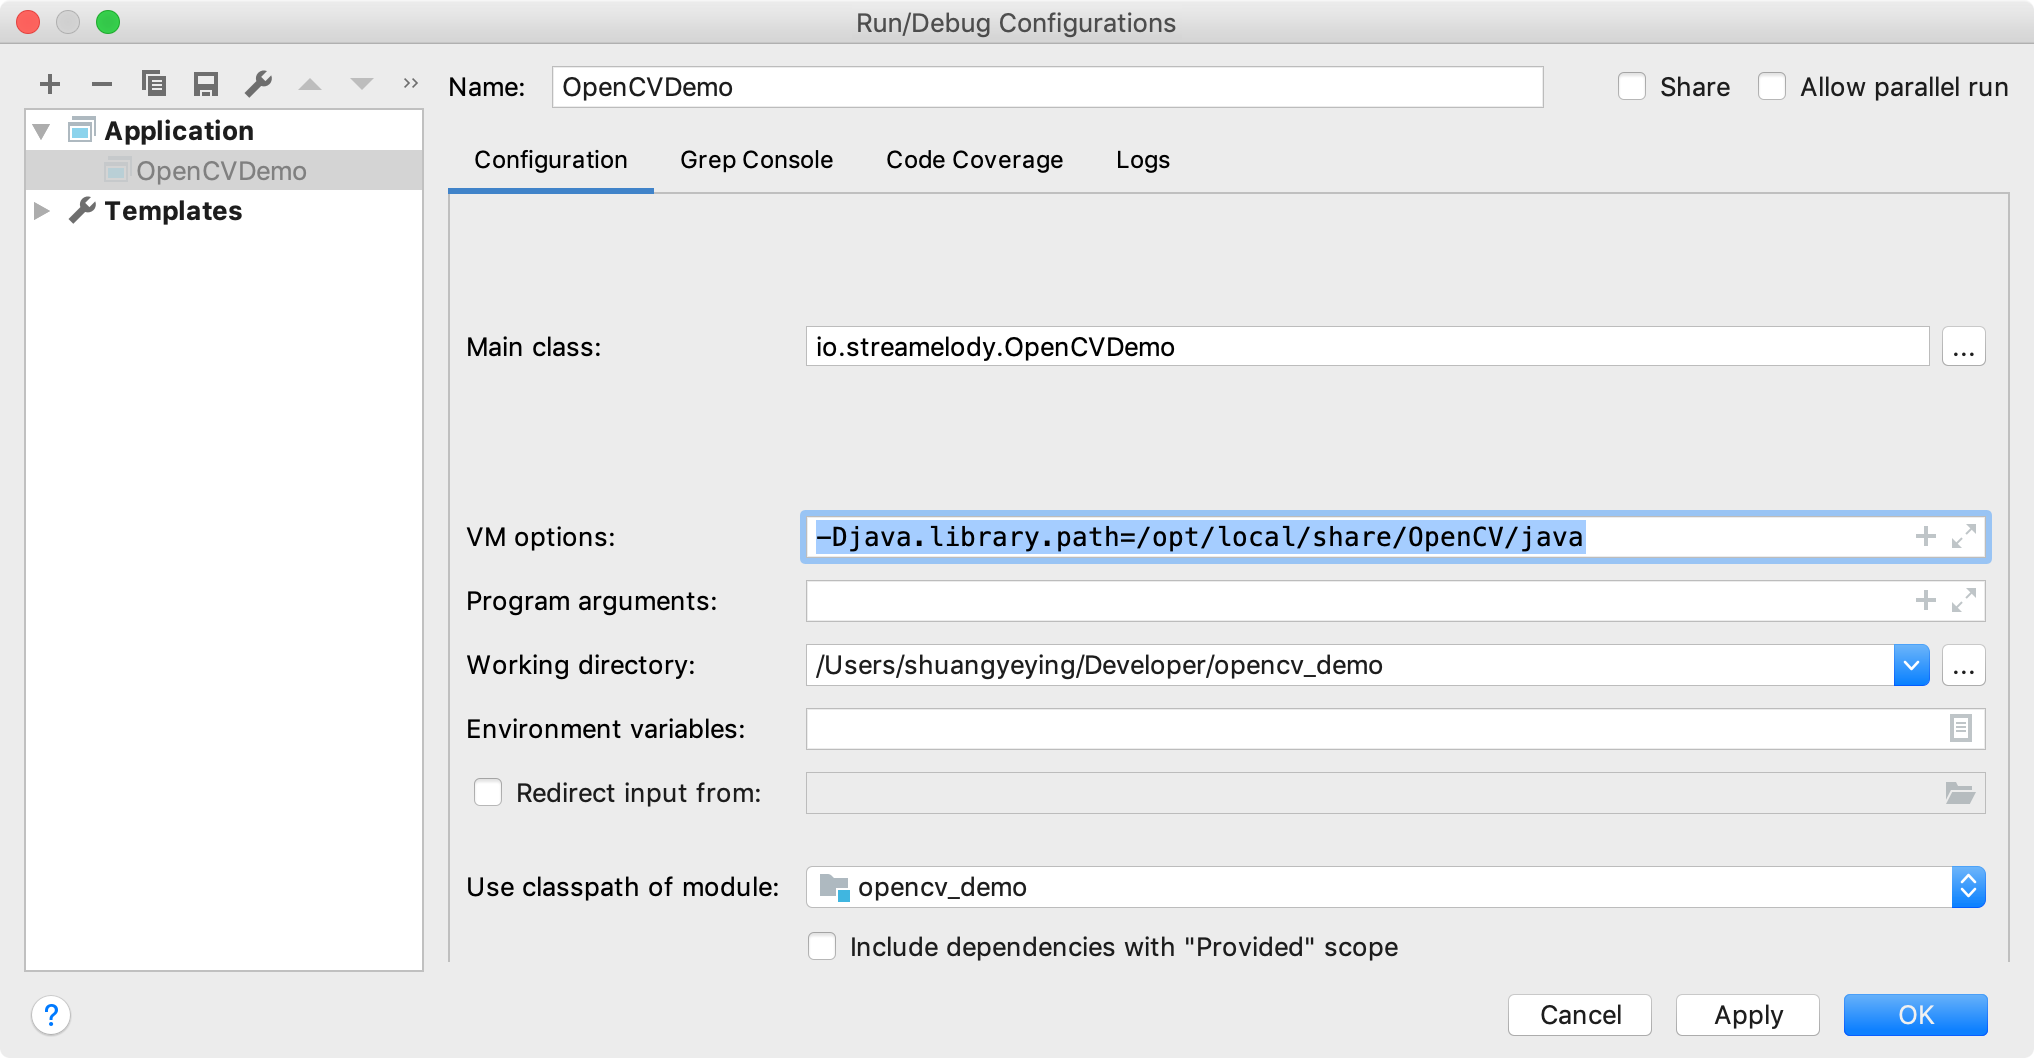 Run/Debug Configurations
Name: OpenCVDemo Share Allow parallel run
Application
OpenCVDemo
Templates
Configuration Grep Console Code Coverage Logs
Main class: io.streamelody.OpenCVDemo ...
VM options: -Djava.library.path=/opt/local/share/OpenCV/java
Program arguments:
Working directory: /Users/shuangyeying/Developer/opencv_demo ...
Environment variables:
Redirect input from:
Use classpath of module: opencv_demo
Include dependencies with "Provided" scope
? Cancel Apply OK